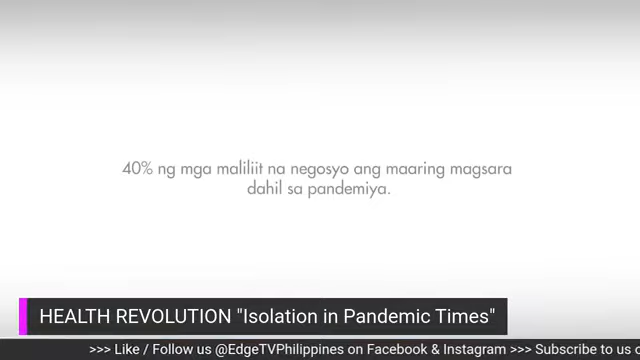 40% ng mga maliliit na negosyo ang maaring magsara
dahil sa pandemiya.
HEALTH REVOLUTION "Isolation in Pandemic Times"
>>> Like / Follow us @EdgeTVPhilippines on Facebook & Instagram >>> Subscribe to us